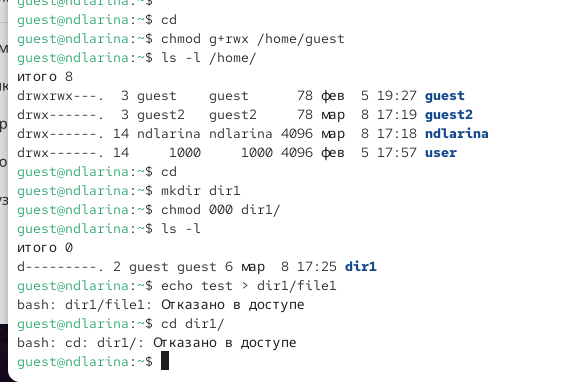 guest@ndlarina:~$
guest@ndlarina:~$ cd
guest@ndlarina:~$ chmod g+rwx /home/guest
guest@ndlarina:~$ ls -l /home/
итого 8
drwxrwx---.  3 guest    guest      78 фев  5 19:27 guest
drwx------.  3 guest2   guest2     78 мар  8 17:19 guest2
drwx------. 14 ndlarina ndlarina 4096 мар  8 17:18 ndlarina
drwx------. 14     1000     1000 4096 фев  5 17:57 user
guest@ndlarina:~$ cd
guest@ndlarina:~$ mkdir dir1
guest@ndlarina:~$ chmod 000 dir1/
guest@ndlarina:~$ ls -l
итого 0
d---------. 2 guest guest 6 мар  8 17:25 dir1
guest@ndlarina:~$ echo test > dir1/file1
bash: dir1/file1: Отказано в доступе
guest@ndlarina:~$ cd dir1/
bash: cd: dir1/: Отказано в доступе
guest@ndlarina:~$